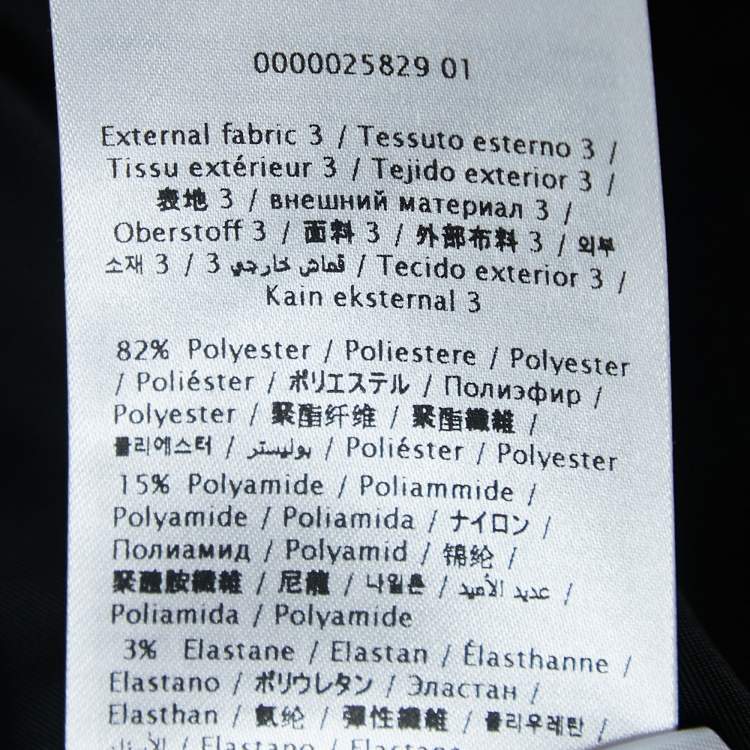 0000025829 01
External fabric 3 / Tessuto esterno 3 /
Tissu extérieur 3 / Tejido exterior 3 /
表地 3 / внешний материал 3 /
Oberstoff 3 / 面料 3 / 外部布料 3 / 외부
소재 3 / قماش خارجي 3 / Tecido exterior 3 /
Kain eksternal 3
82% Polyester / Poliestere / Polyester
/ Poliéster / ポリエステル / Полиэфир /
Polyester / 聚酯纤维 / 聚酯纖維 /
폴리에스터 / بوليستر / Poliéster / Polyester
15% Polyamide / Poliammide /
Polyamide / Poliamida / ナイロン /
Полиамид / Polyamid / 锦纶 /
聚醯胺纖維 / 尼龍 / 나일론 / عديد الأميد /
Poliamida / Polyamide
3% Elastane / Elastan / Élasthanne /
Elastano / ポリウレタン / Эластан /
Elasthan / 氨纶 / 彈性纖維 / 폴리우레탄 /
/ Elastano / Elastane